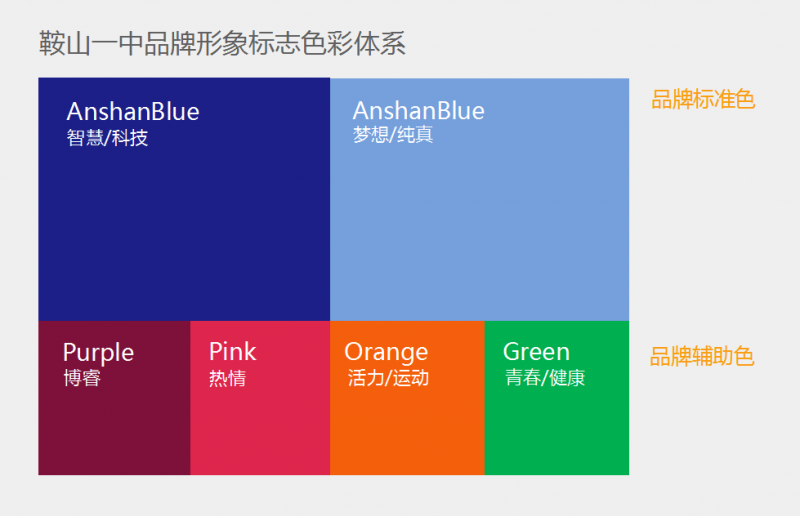 鞍山一中品牌形象标志色彩体系
AnshanBlue
智慧/科技
AnshanBlue
梦想/纯真
品牌标准色
Purple
博睿
Pink
热情
Orange
活力/运动
Green
青春/健康
品牌辅助色